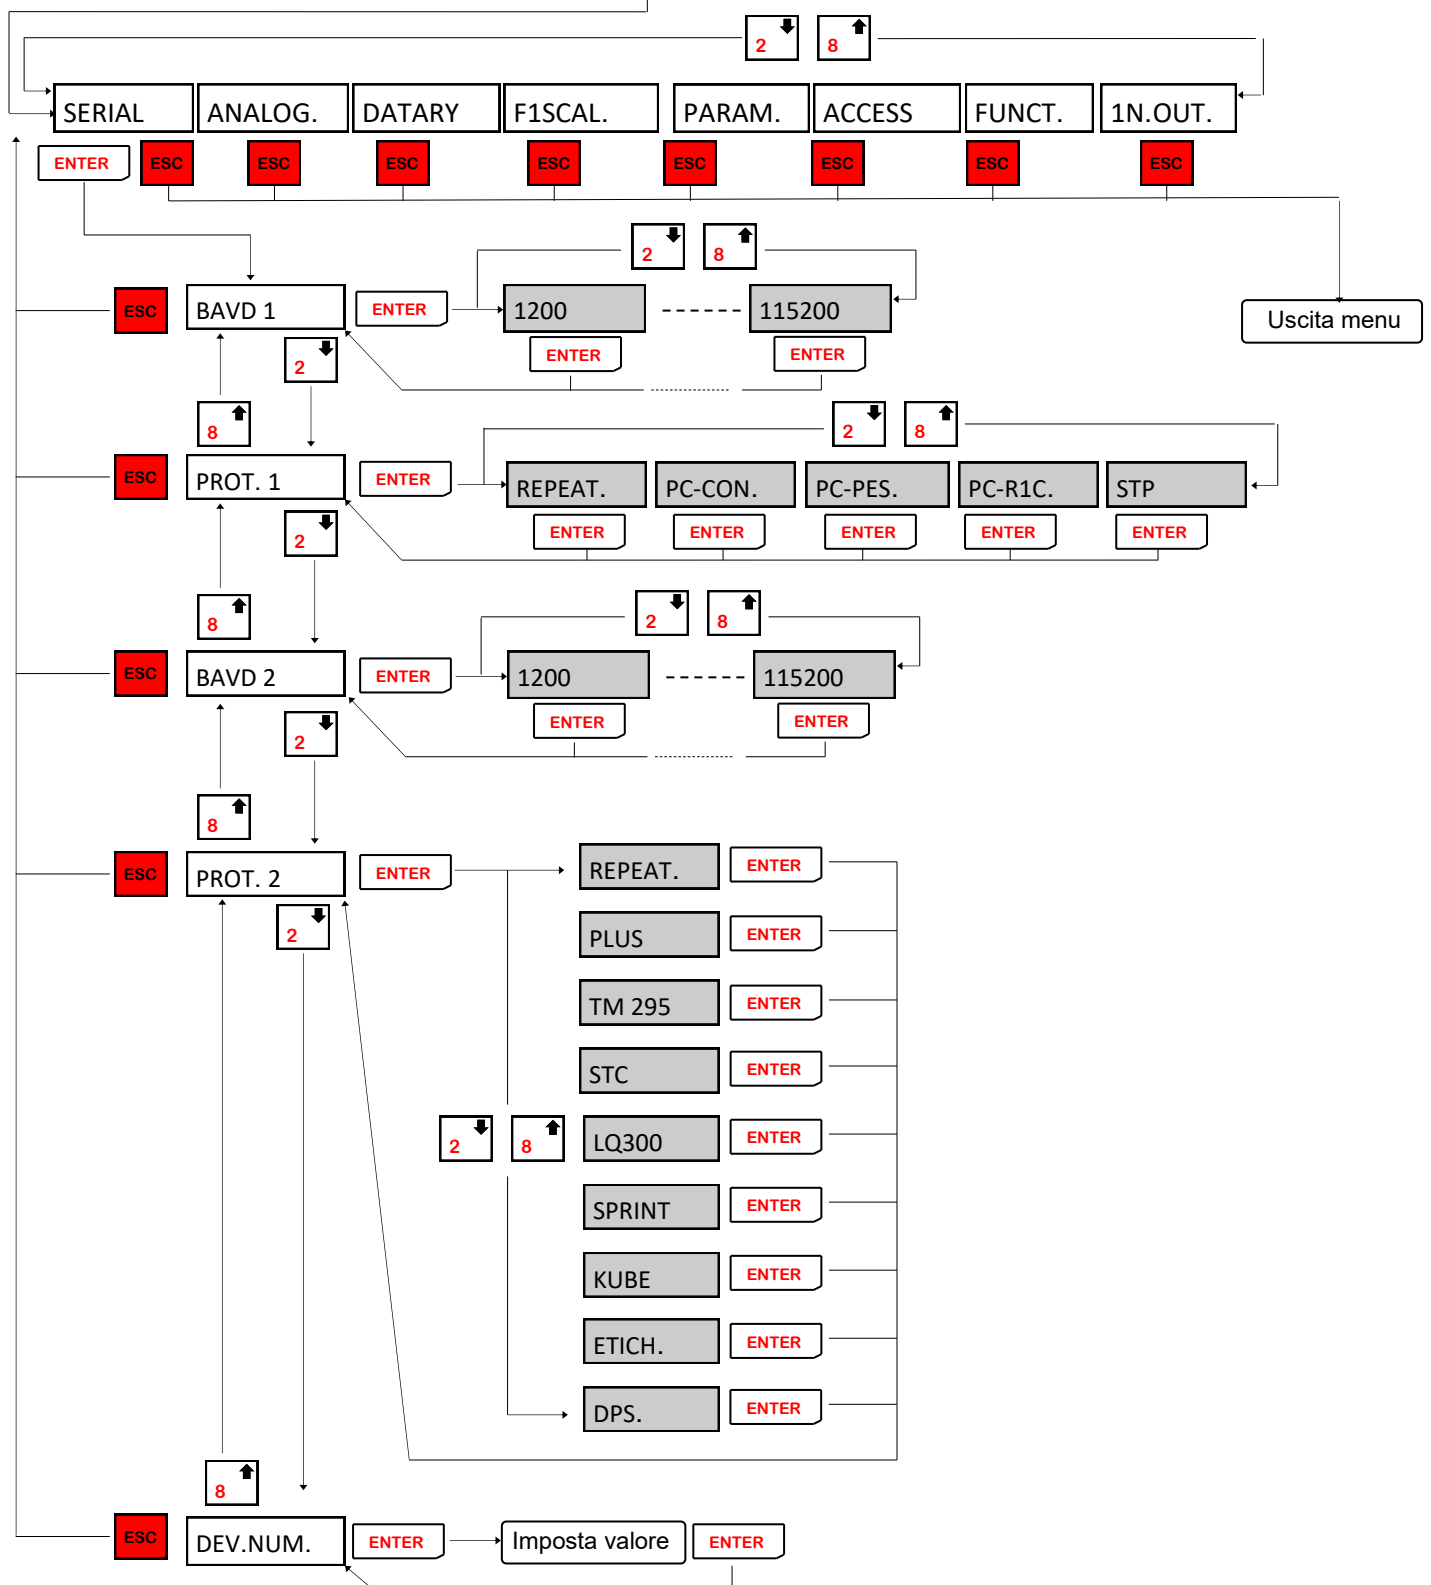 2 8
SERIAL ANALOG. DATARY F1SCAL. PARAM. ACCESS FUNCT. 1N.OUT.
ENTER ESC ESC ESC ESC ESC ESC ESC ESC
2 8
ESC BAVD 1 ENTER 1200 ------ 115200
Uscita menu
2 ENTER ENTER
8
2 8
ESC PROT. 1 ENTER REPEAT. PC-CON. PC-PES. PC-R1C. STP
2 ENTER ENTER ENTER ENTER ENTER
8
2 8
ESC BAVD 2 ENTER 1200 ------ 115200
2 ENTER ENTER
8
ESC PROT. 2 ENTER REPEAT. ENTER
2
PLUS ENTER
TM 295 ENTER
STC ENTER
2 8 LQ300 ENTER
SPRINT ENTER
KUBE ENTER
ETICH. ENTER
DPS. ENTER
8
ESC DEV.NUM. ENTER Imposta valore ENTER